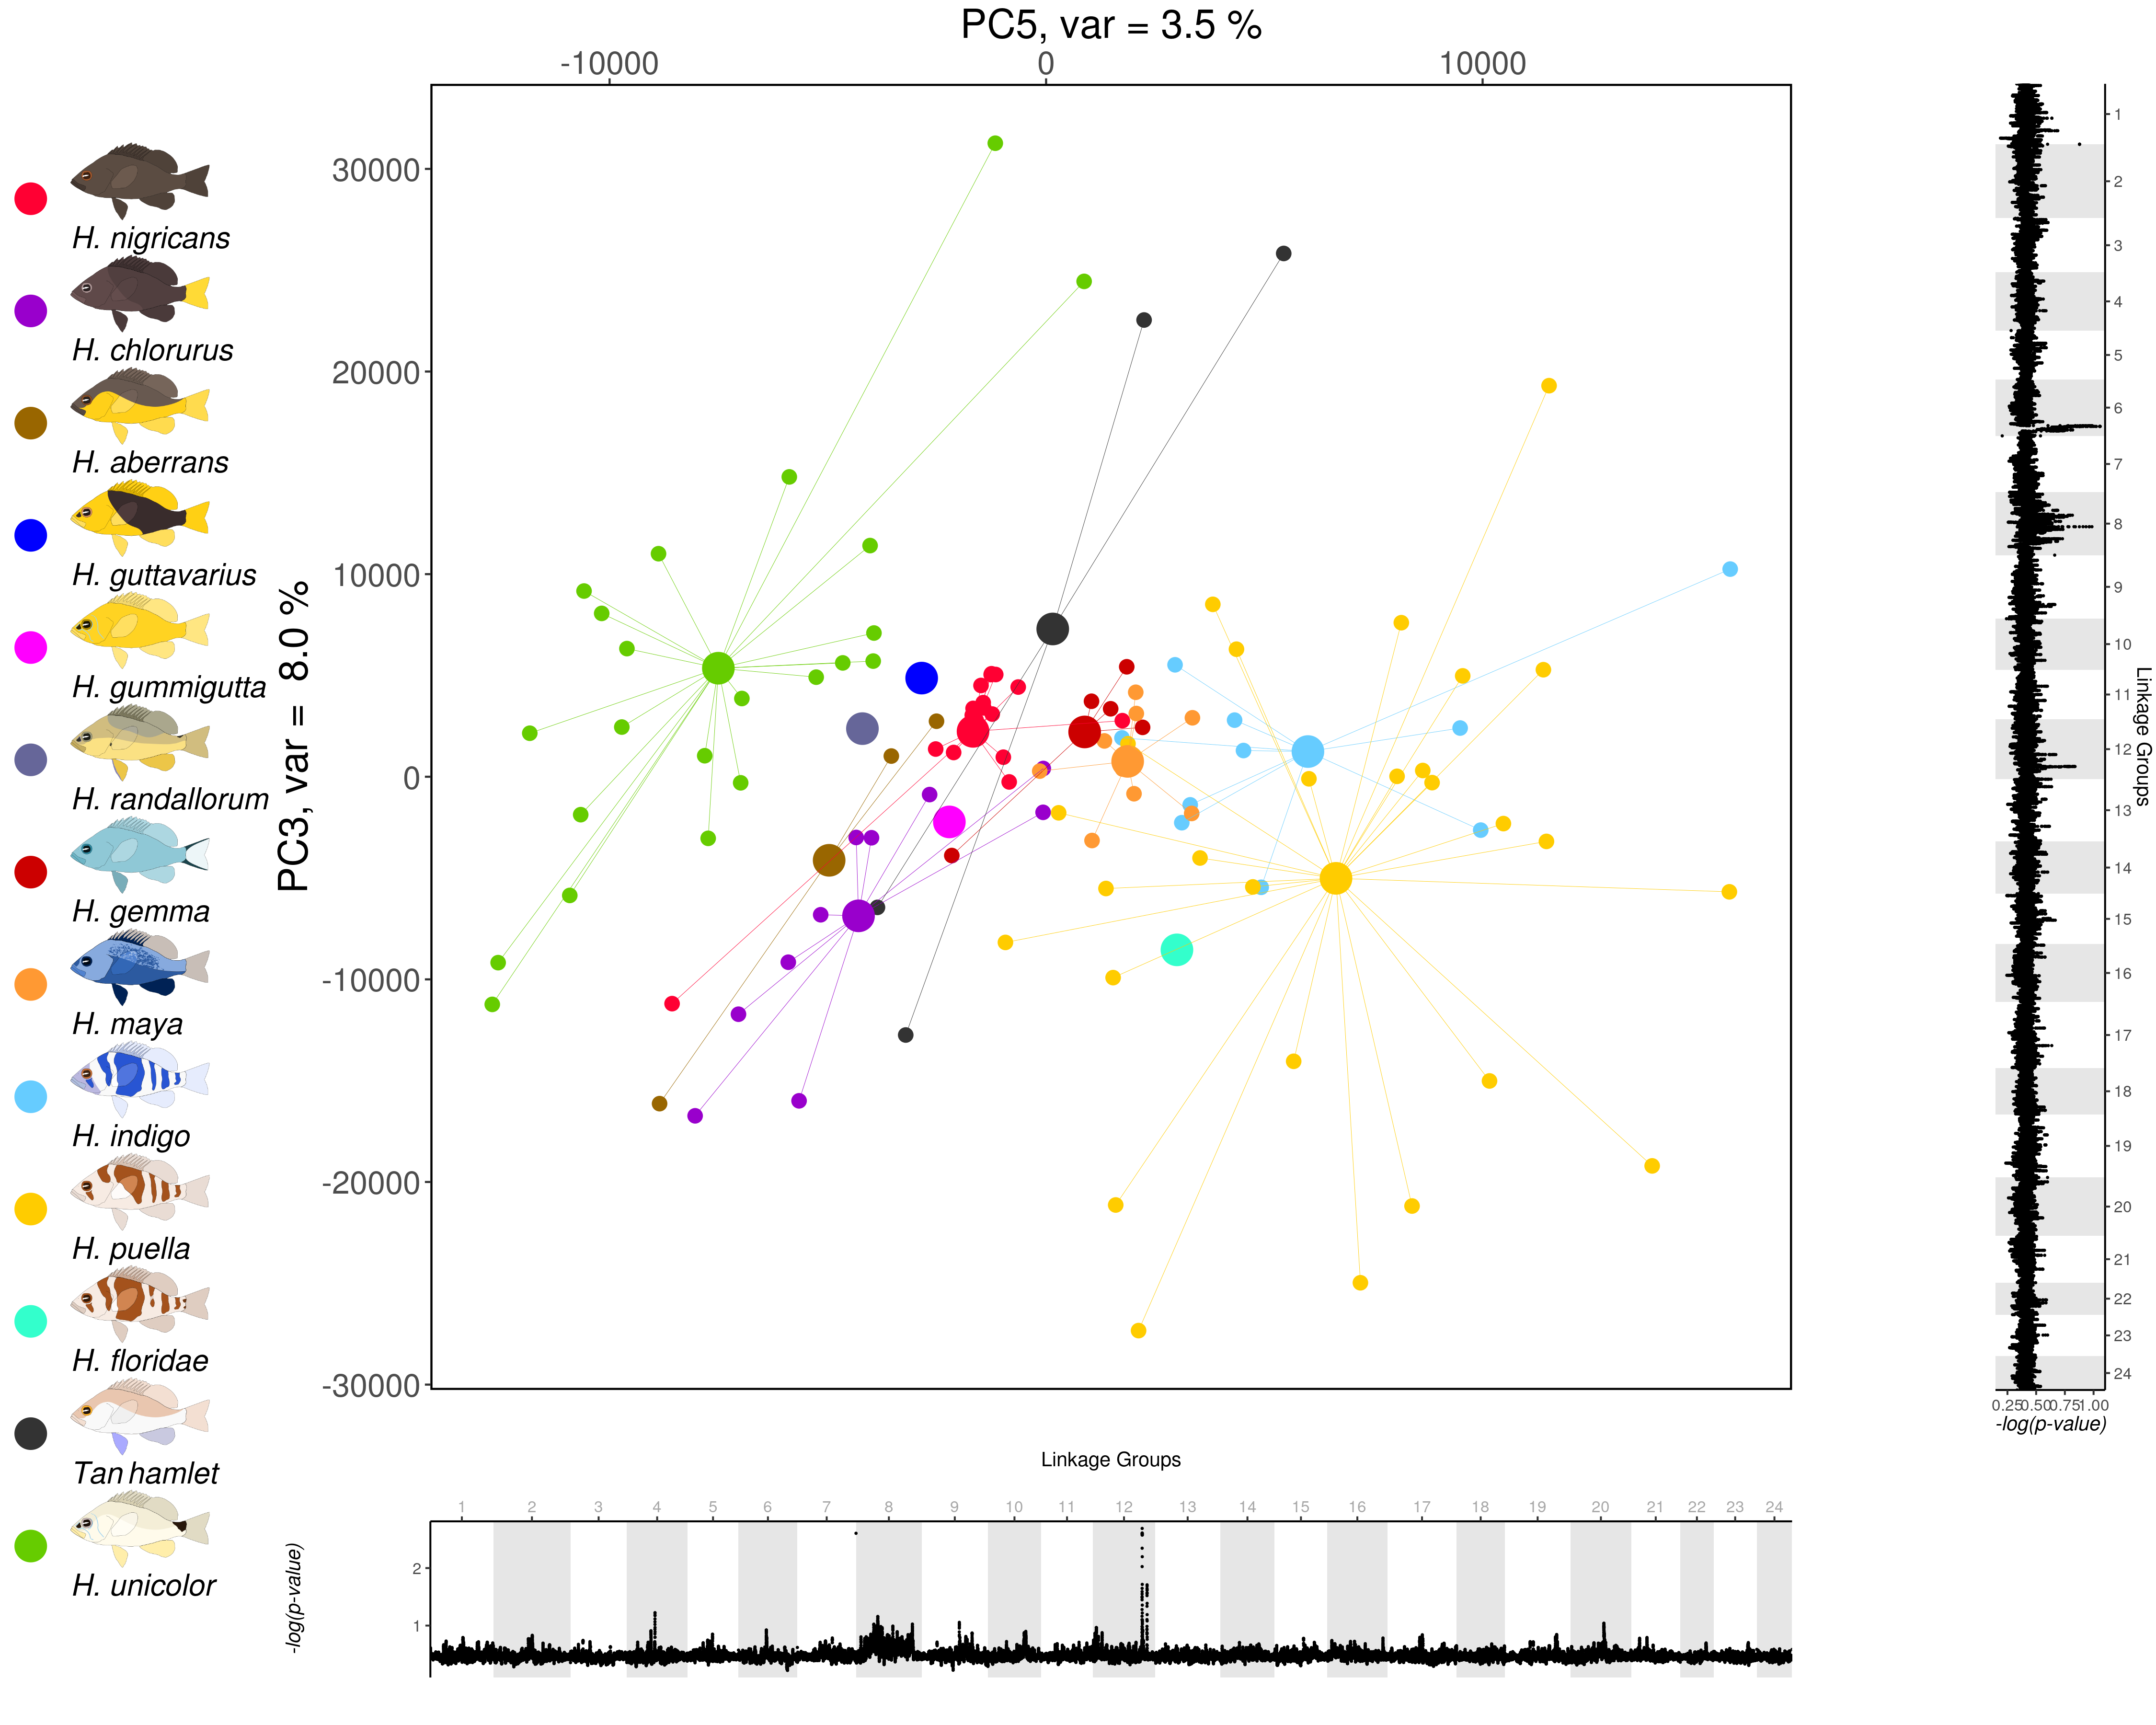 PC5, var = 3.5 %
-10000 0 10000
30000
20000
10000
0
-10000
-20000
-30000
PC3, var = 8.0 %
H. nigricans
H. chlorurus
H. aberrans
H. guttavarius
H. gummigutta
H. randallorum
H. gemma
H. maya
H. indigo
H. puella
H. floridae
Tan hamlet
H. unicolor
1
2
3
4
5
6
7
8
9
10
11
12
13
14
15
16
17
18
19
20
21
22
23
24
Linkage Groups
0.25 0.50 0.75 1.00
-log(p-value)
Linkage Groups
1 2 3 4 5 6 7 8 9 10 11 12 13 14 15 16 17 18 19 20 21 22 23 24
2
1
-log(p-value)